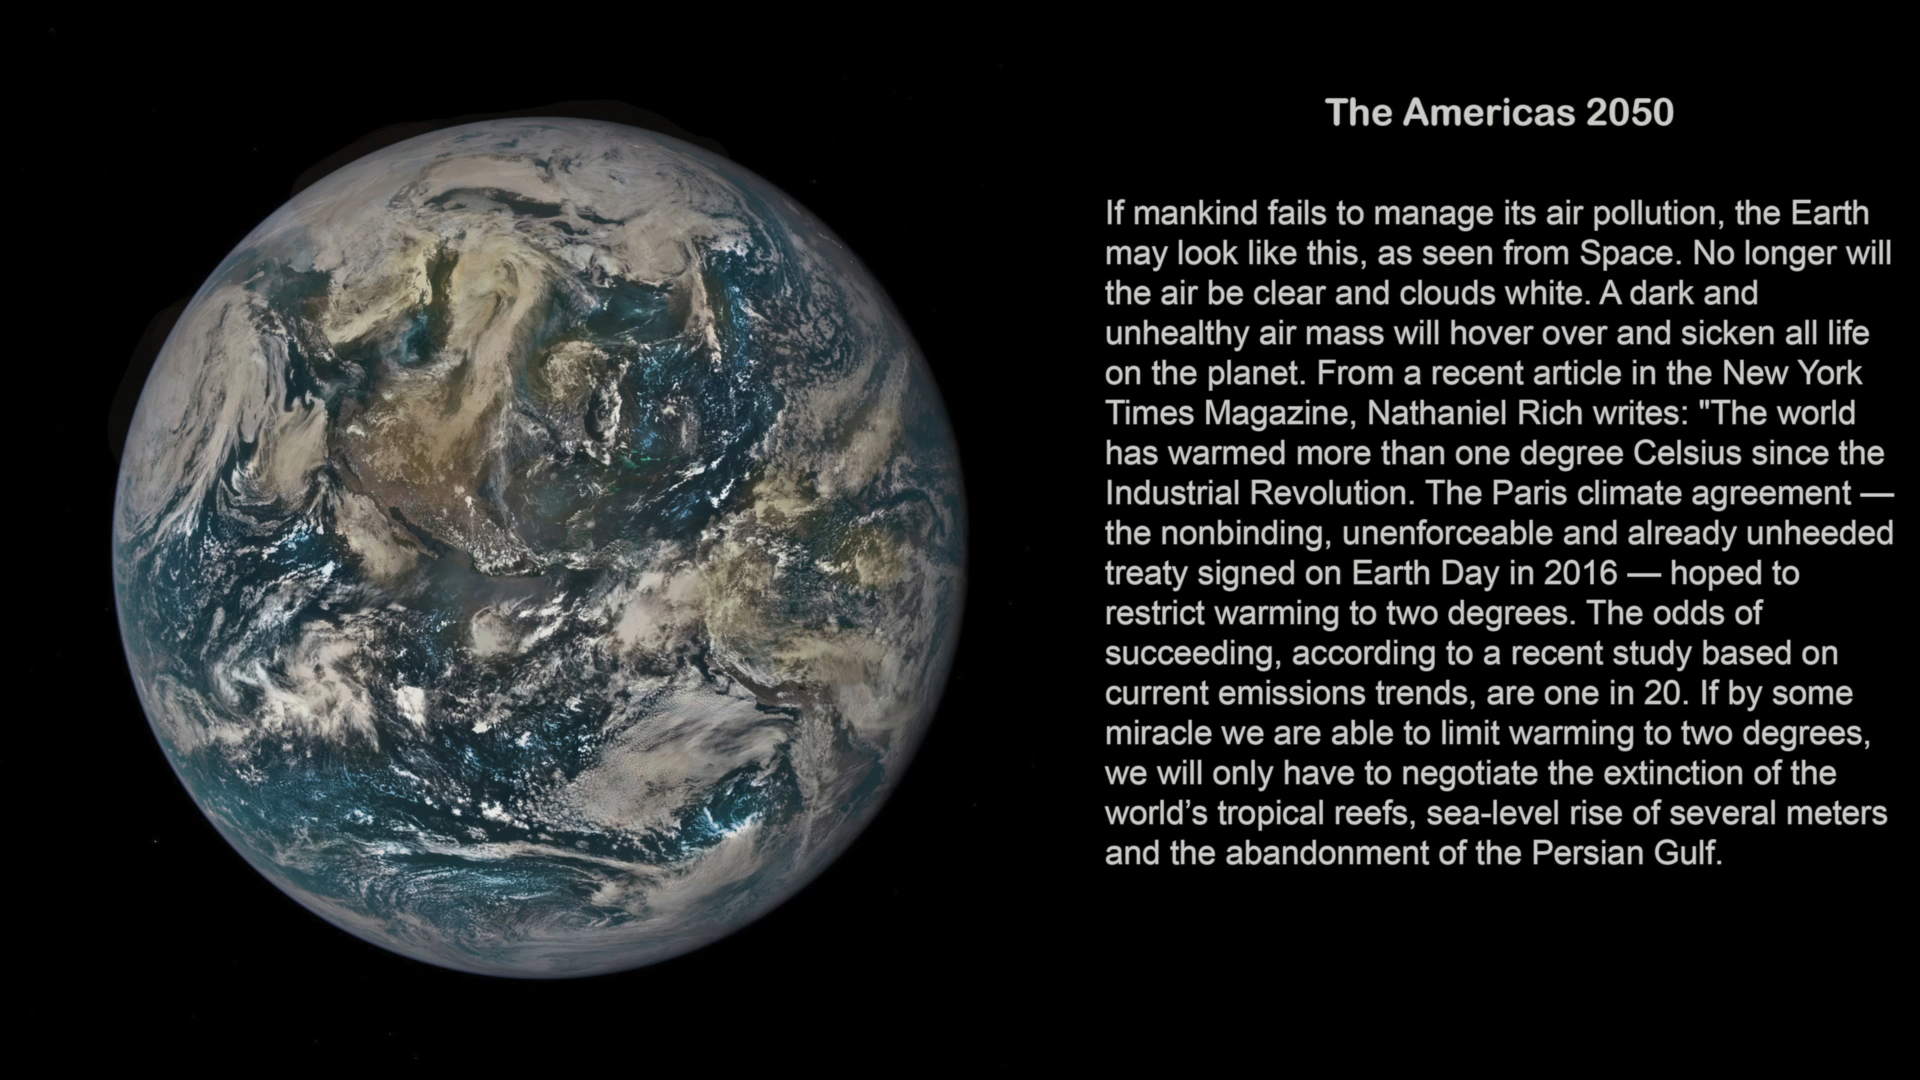 The Americas 2050
If mankind fails to manage its air pollution, the Earth
may look like this, as seen from Space. No longer will
the air be clear and clouds white. A dark and
unhealthy air mass will hover over and sicken all life
on the planet. From a recent article in the New York
Times Magazine, Nathaniel Rich writes: "The world
has warmed more than one degree Celsius since the
Industrial Revolution. The Paris climate agreement —
the nonbinding, unenforceable and already unheeded
treaty signed on Earth Day in 2016 — hoped to
restrict warming to two degrees. The odds of
succeeding, according to a recent study based on
current emissions trends, are one in 20. If by some
miracle we are able to limit warming to two degrees,
we will only have to negotiate the extinction of the
world’s tropical reefs, sea-level rise of several meters
and the abandonment of the Persian Gulf.